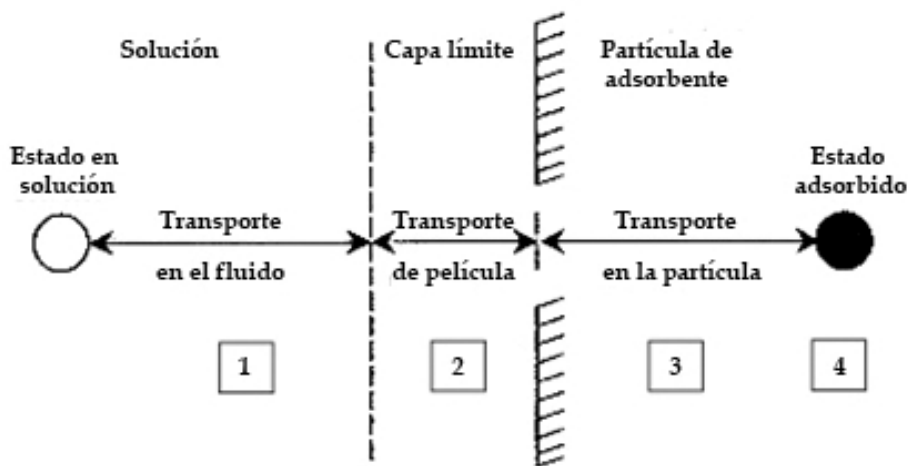 Solución
Capa límite
Partícula de
adsorbente
Estado en
solución
Transporte
en el fluido
Transporte
de película
Transporte
en la partícula
Estado
adsorbido
1
2
3
4